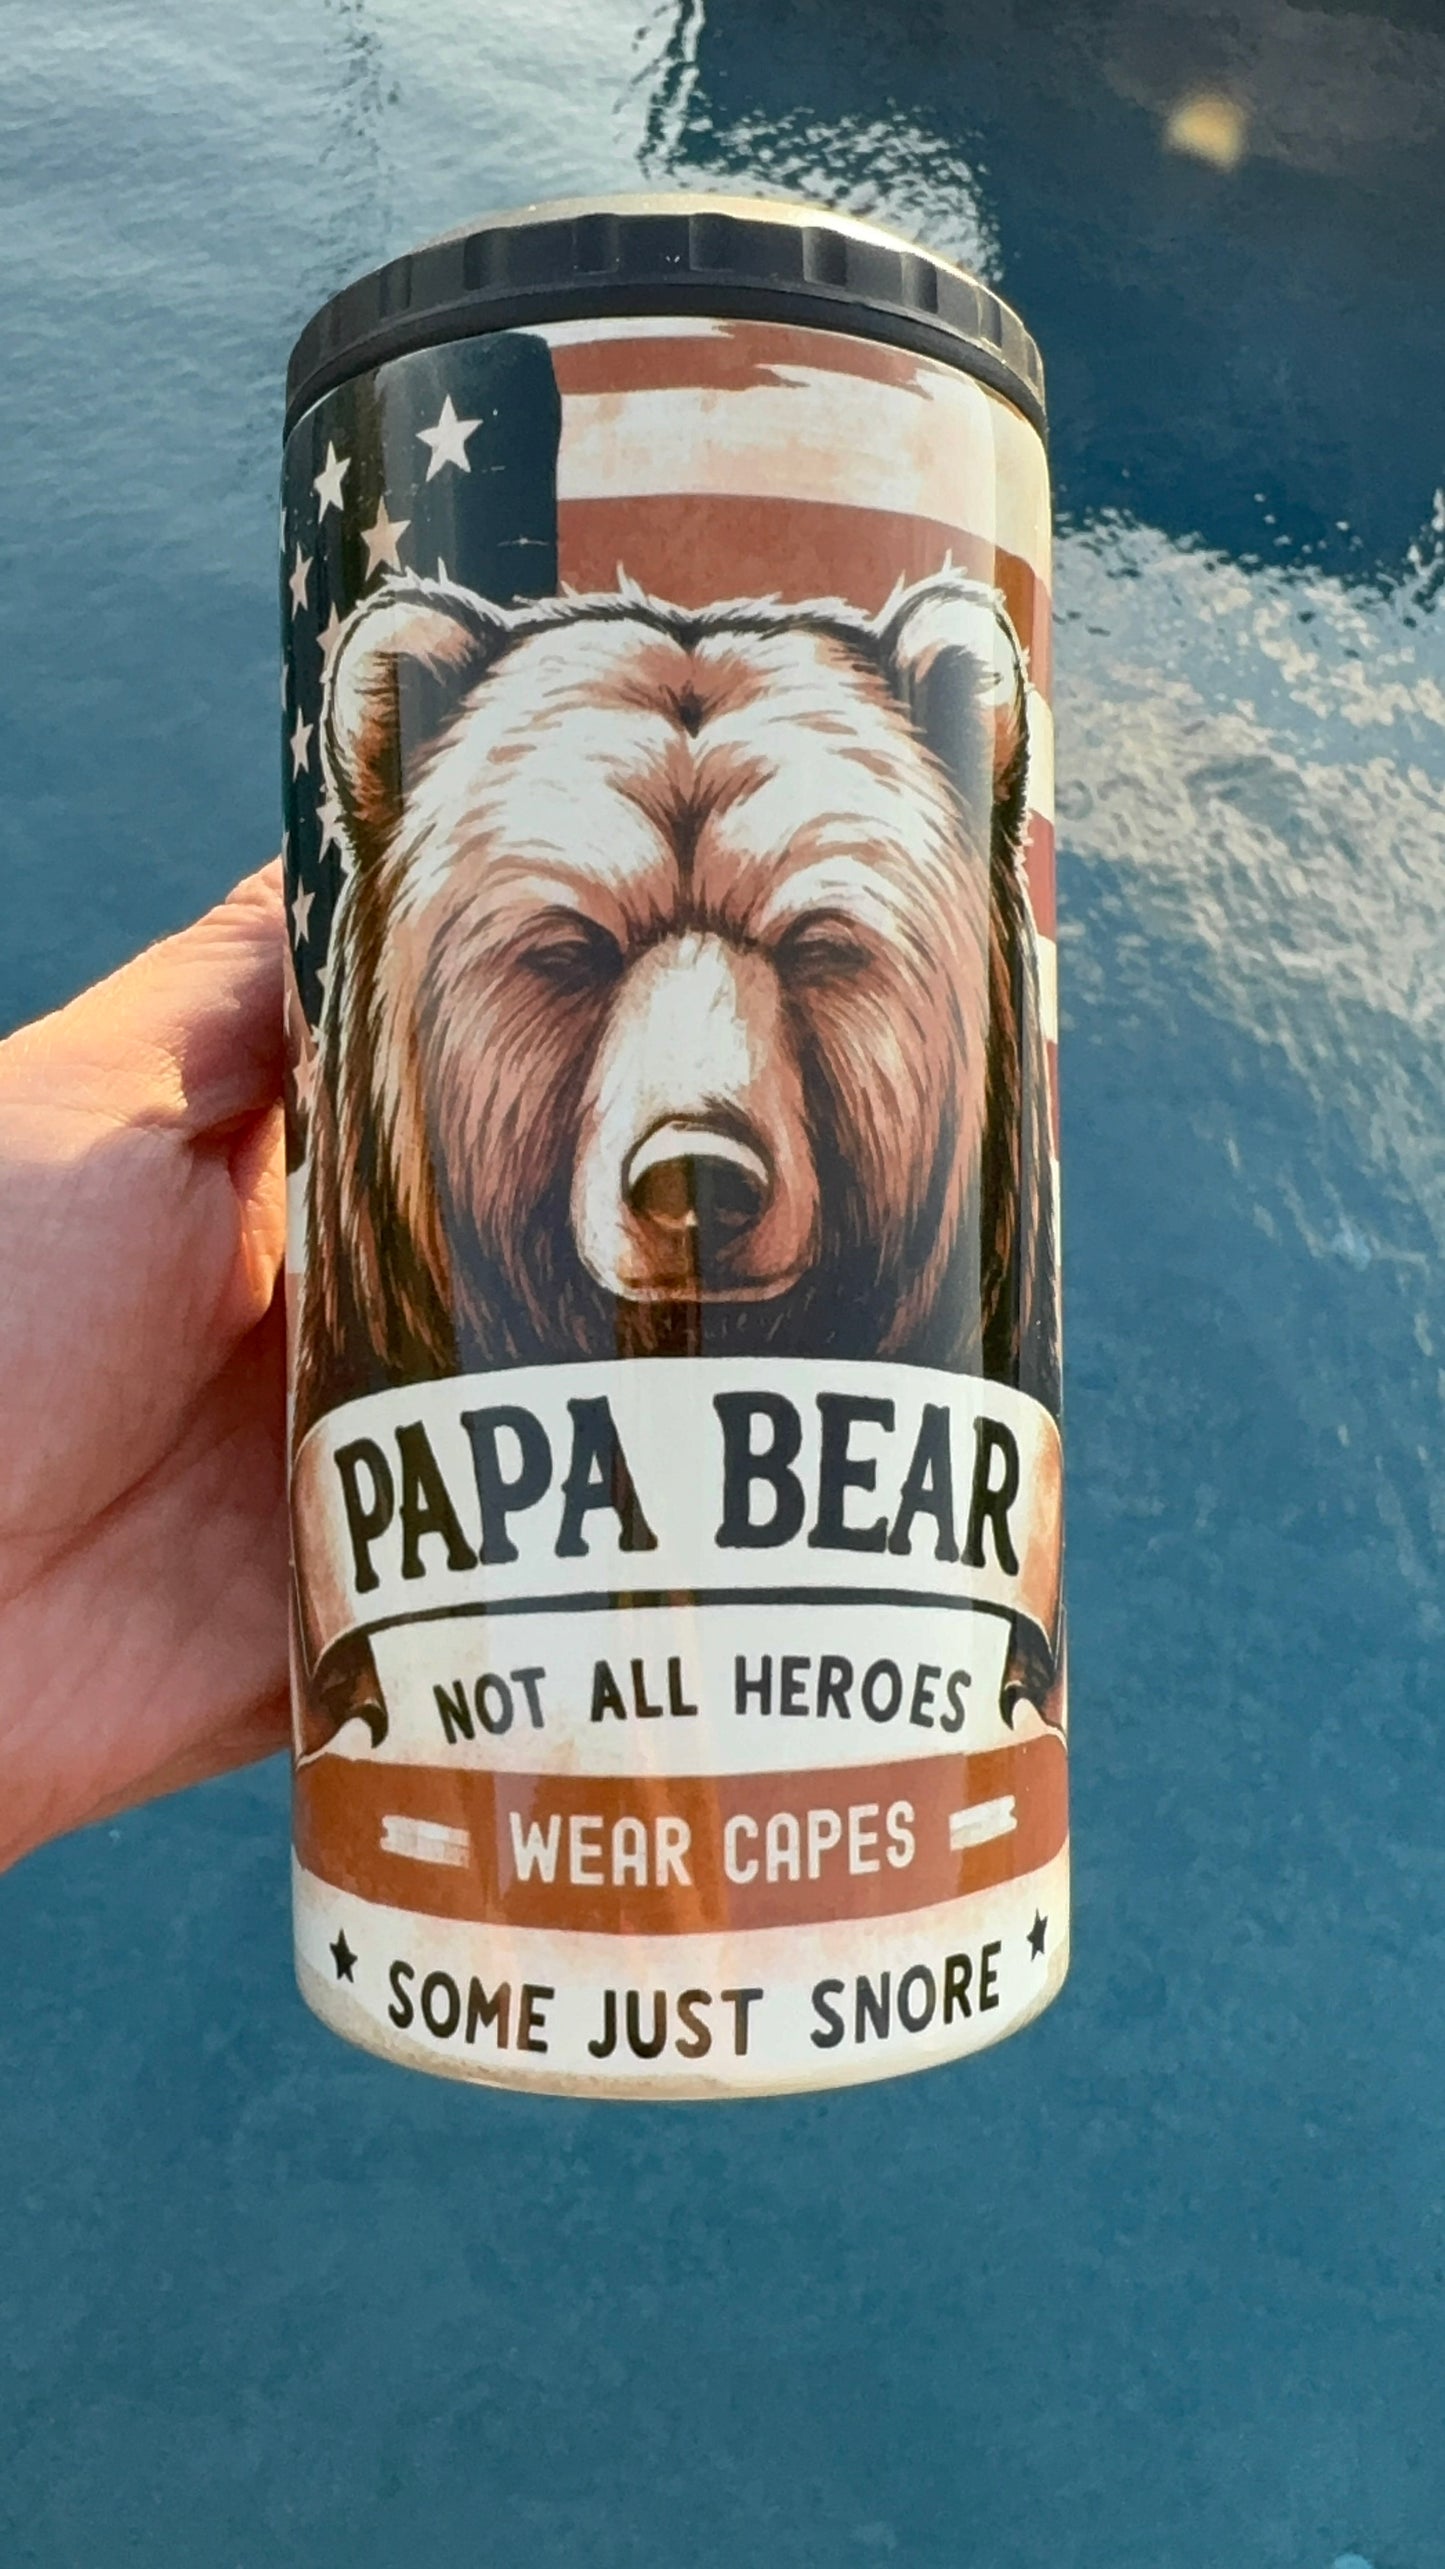 PAPA BEAR
NOT ALL HEROES
WEAR CAPES
SOME JUST SNORE